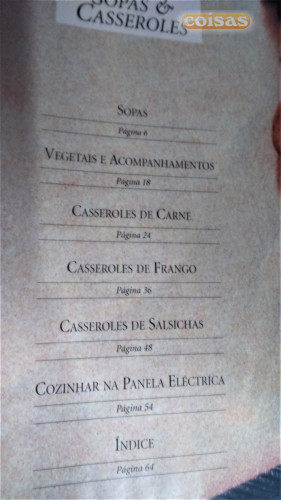 SOPAS &
CASSEROLES
coisas
SOPAS
Página 6
VEGETAIS E ACOMPANHAMENTOS
Página 18
CASSEROLES DE CARNE
Página 24
CASSEROLES DE FRANGO
Página 36
CASSEROLES DE SALSICHAS
Página 48
COZINHAR NA PANELA ELÉCTRICA
Página 54
ÍNDICE
Página 64